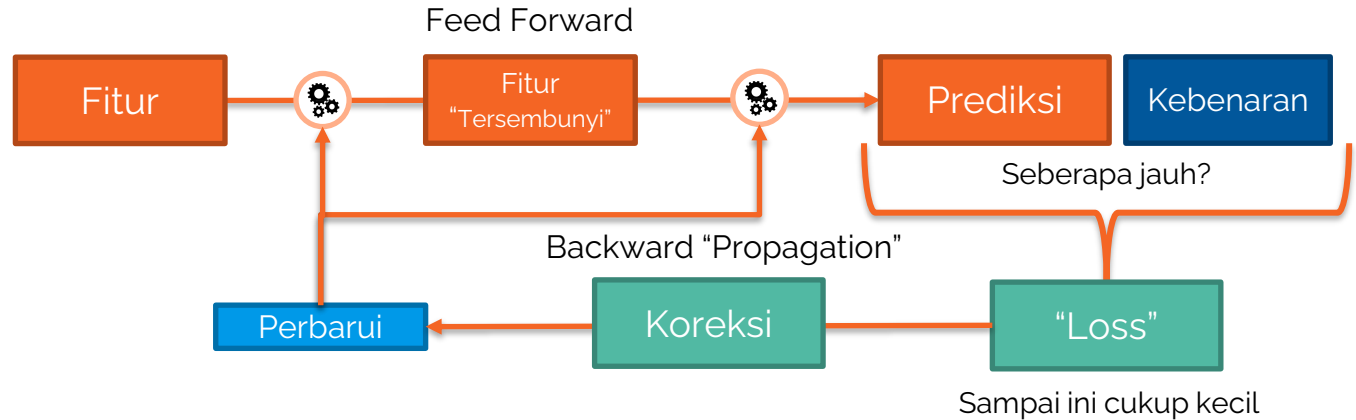 Feed Forward
Fitur
Fitur
“Tersembunyi”
Prediksi
Kebenaran
Seberapa jauh?
Backward “Propagation”
Perbarui
Koreksi
“Loss”
Sampai ini cukup kecil